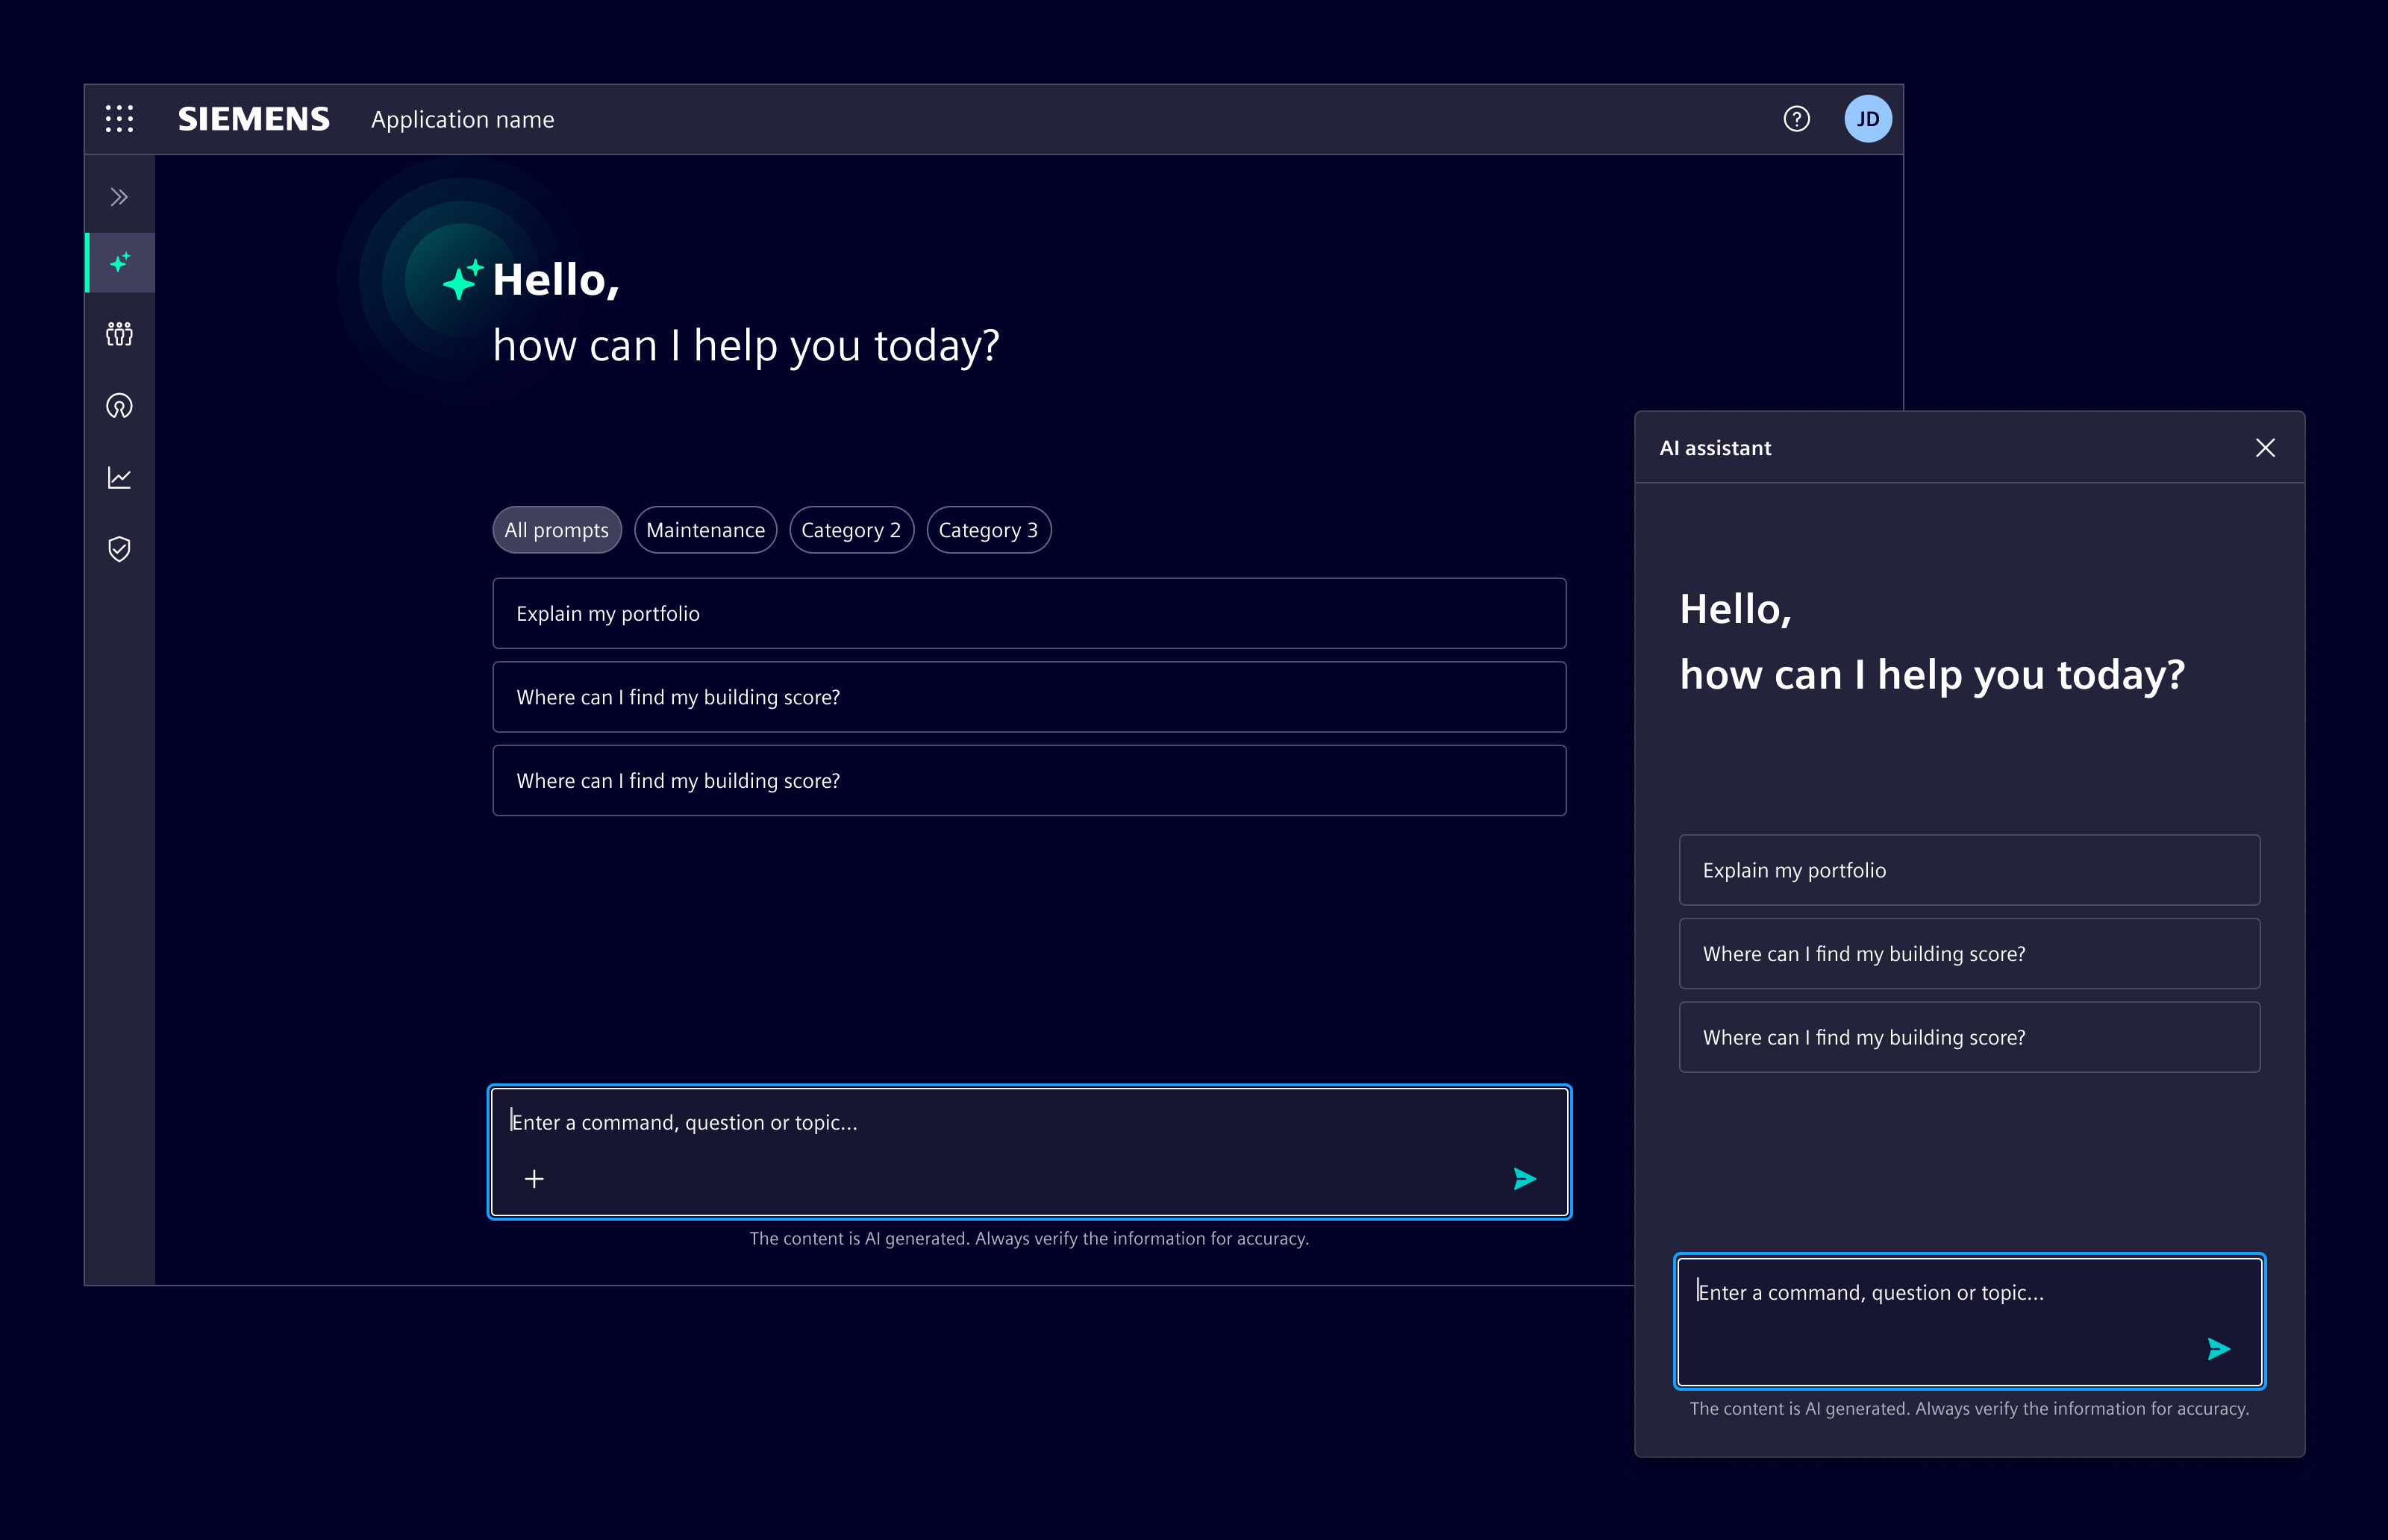 SIEMENS Application name JD
Hello,
how can I help you today?
All prompts Maintenance Category 2 Category 3
Explain my portfolio
Where can I find my building score?
Where can I find my building score?
Enter a command, question or topic...
The content is AI generated. Always verify the information for accuracy.
AI assistant
Hello,
how can I help you today?
Explain my portfolio
Where can I find my building score?
Where can I find my building score?
Enter a command, question or topic...
The content is AI generated. Always verify the information for accuracy.